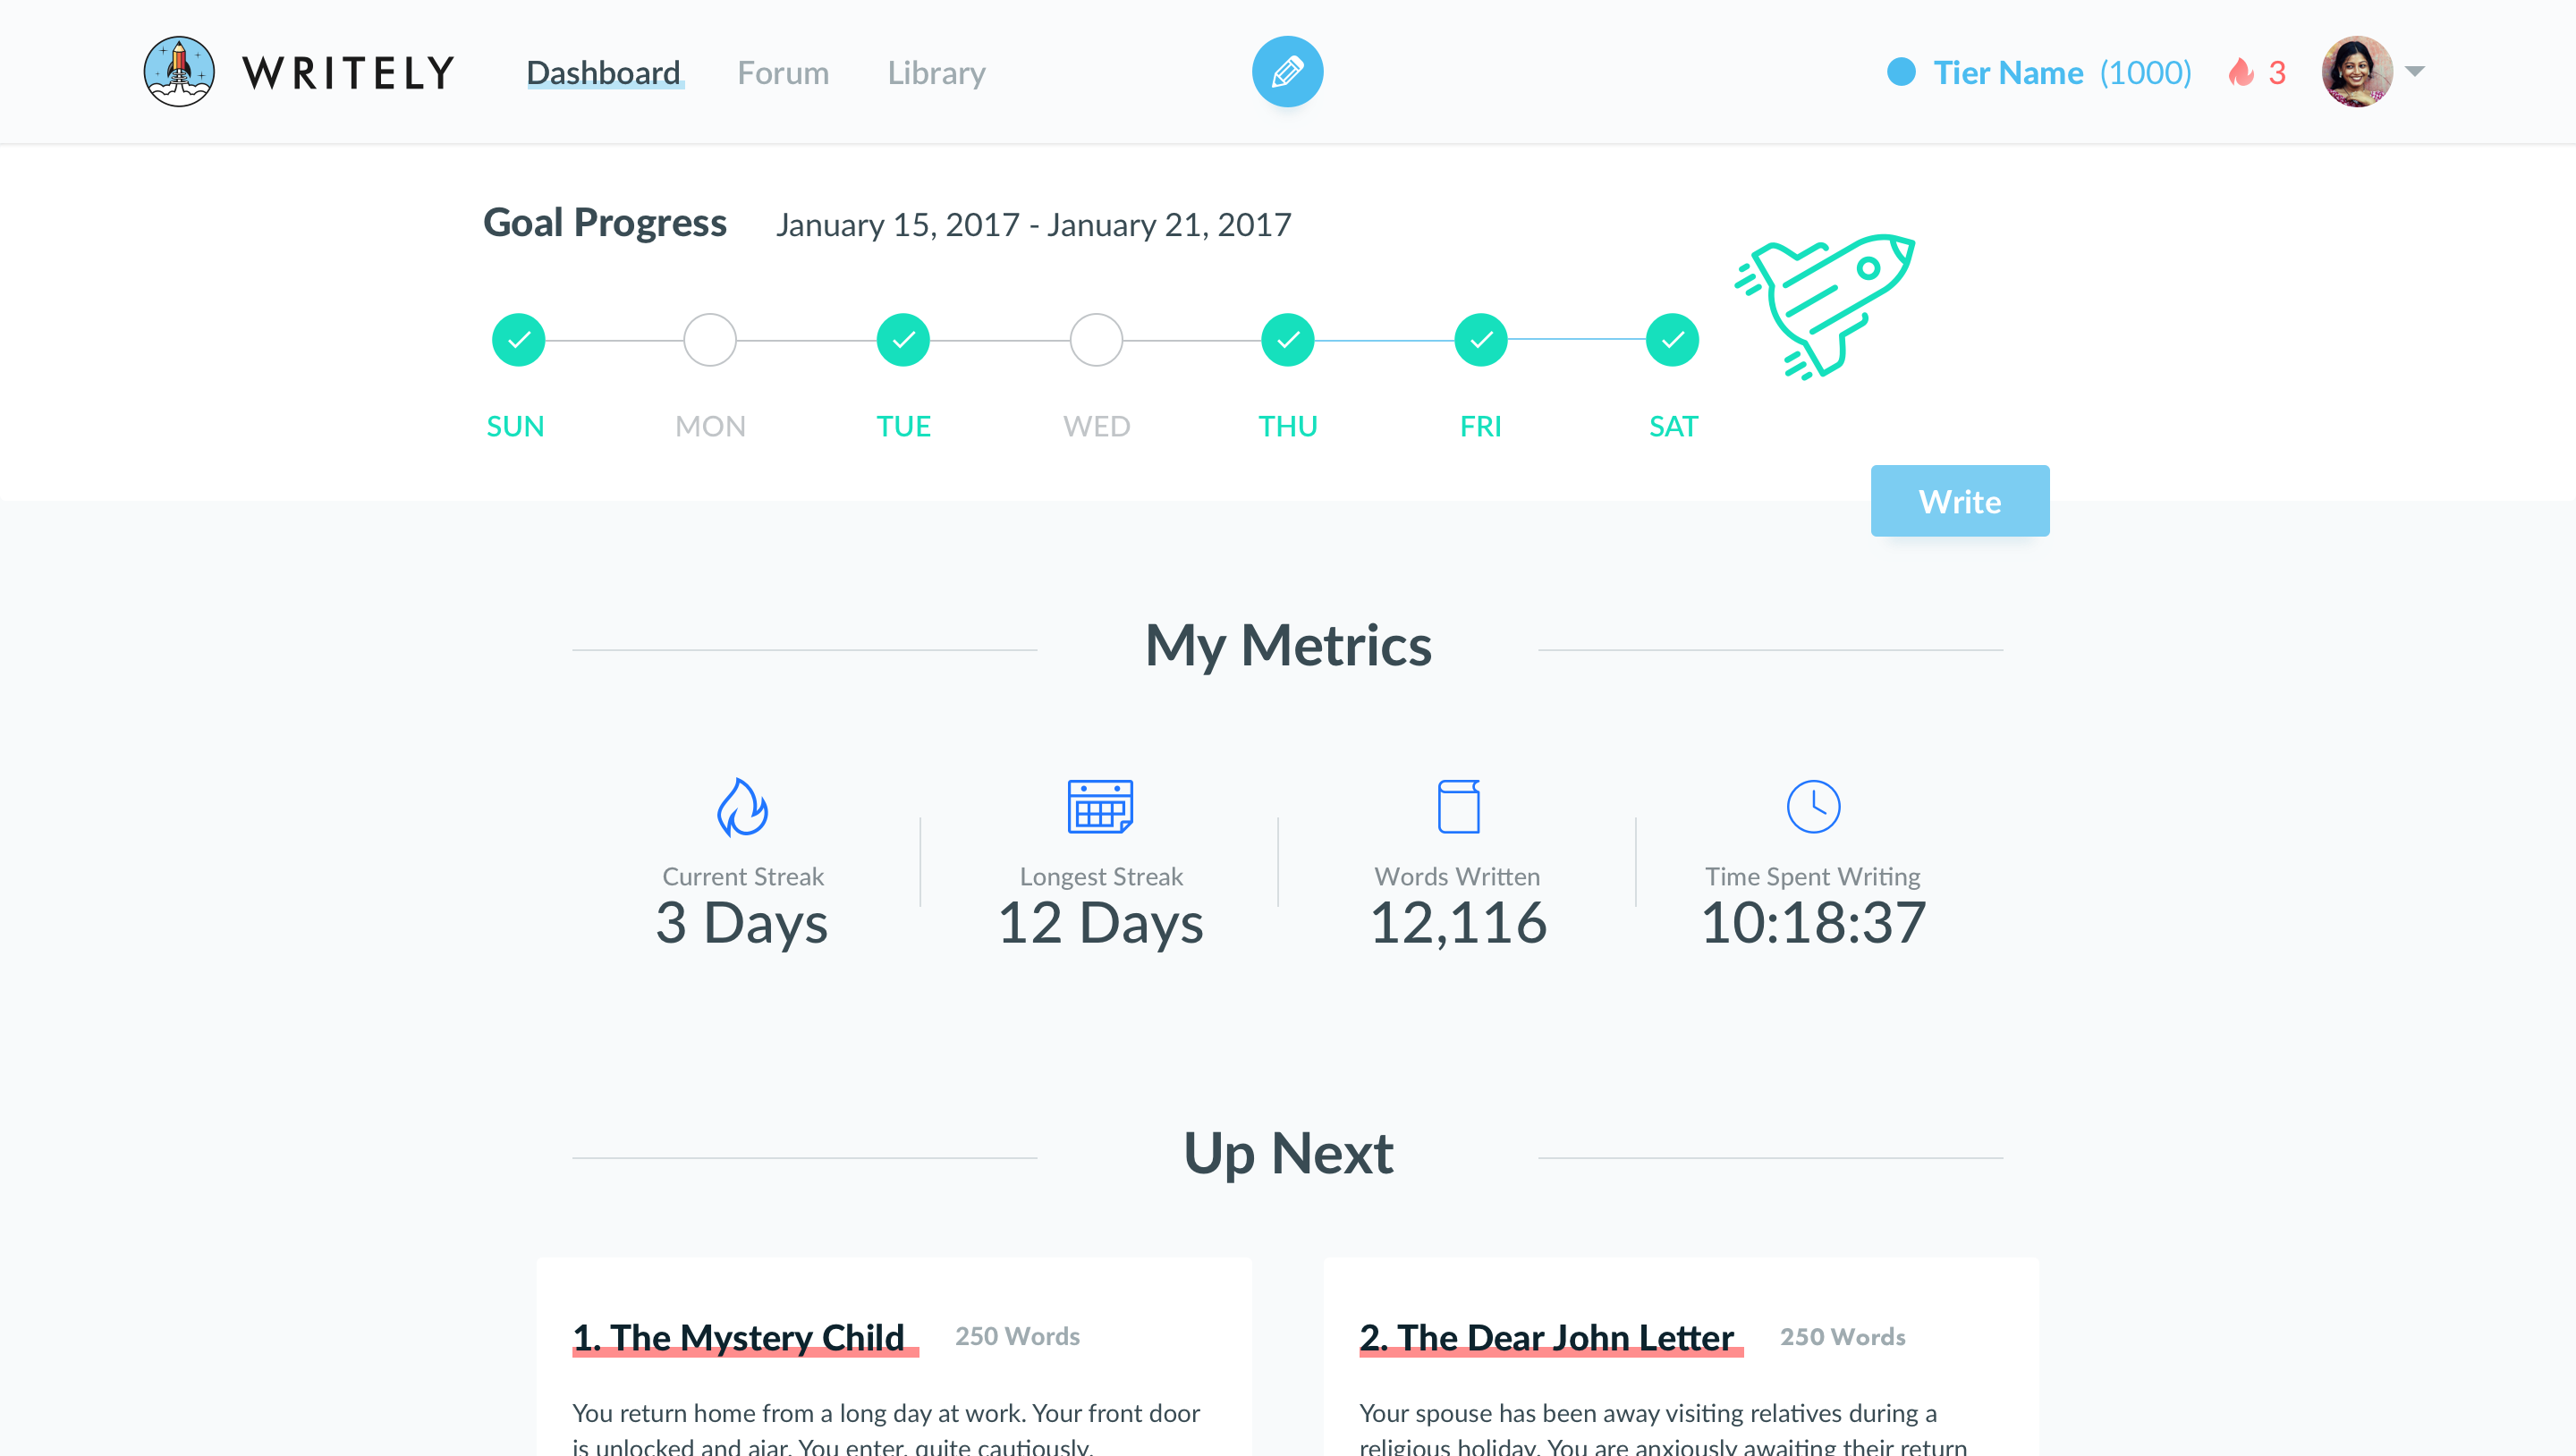 WRITELY Dashboard Forum Library Tier Name (1000) 3
Goal Progress January 15, 2017 - January 21, 2017
SUN MON TUE WED THU FRI SAT
Write
My Metrics
Current Streak Longest Streak Words Written Time Spent Writing
3 Days 12 Days 12,116 10:18:37
Up Next
1. The Mystery Child 250 Words
You return home from a long day at work. Your front door
is unlocked and ajar. You enter, quite cautiously.
2. The Dear John Letter 250 Words
Your spouse has been away visiting relatives during a
religious holiday. You are anxiously awaiting their return